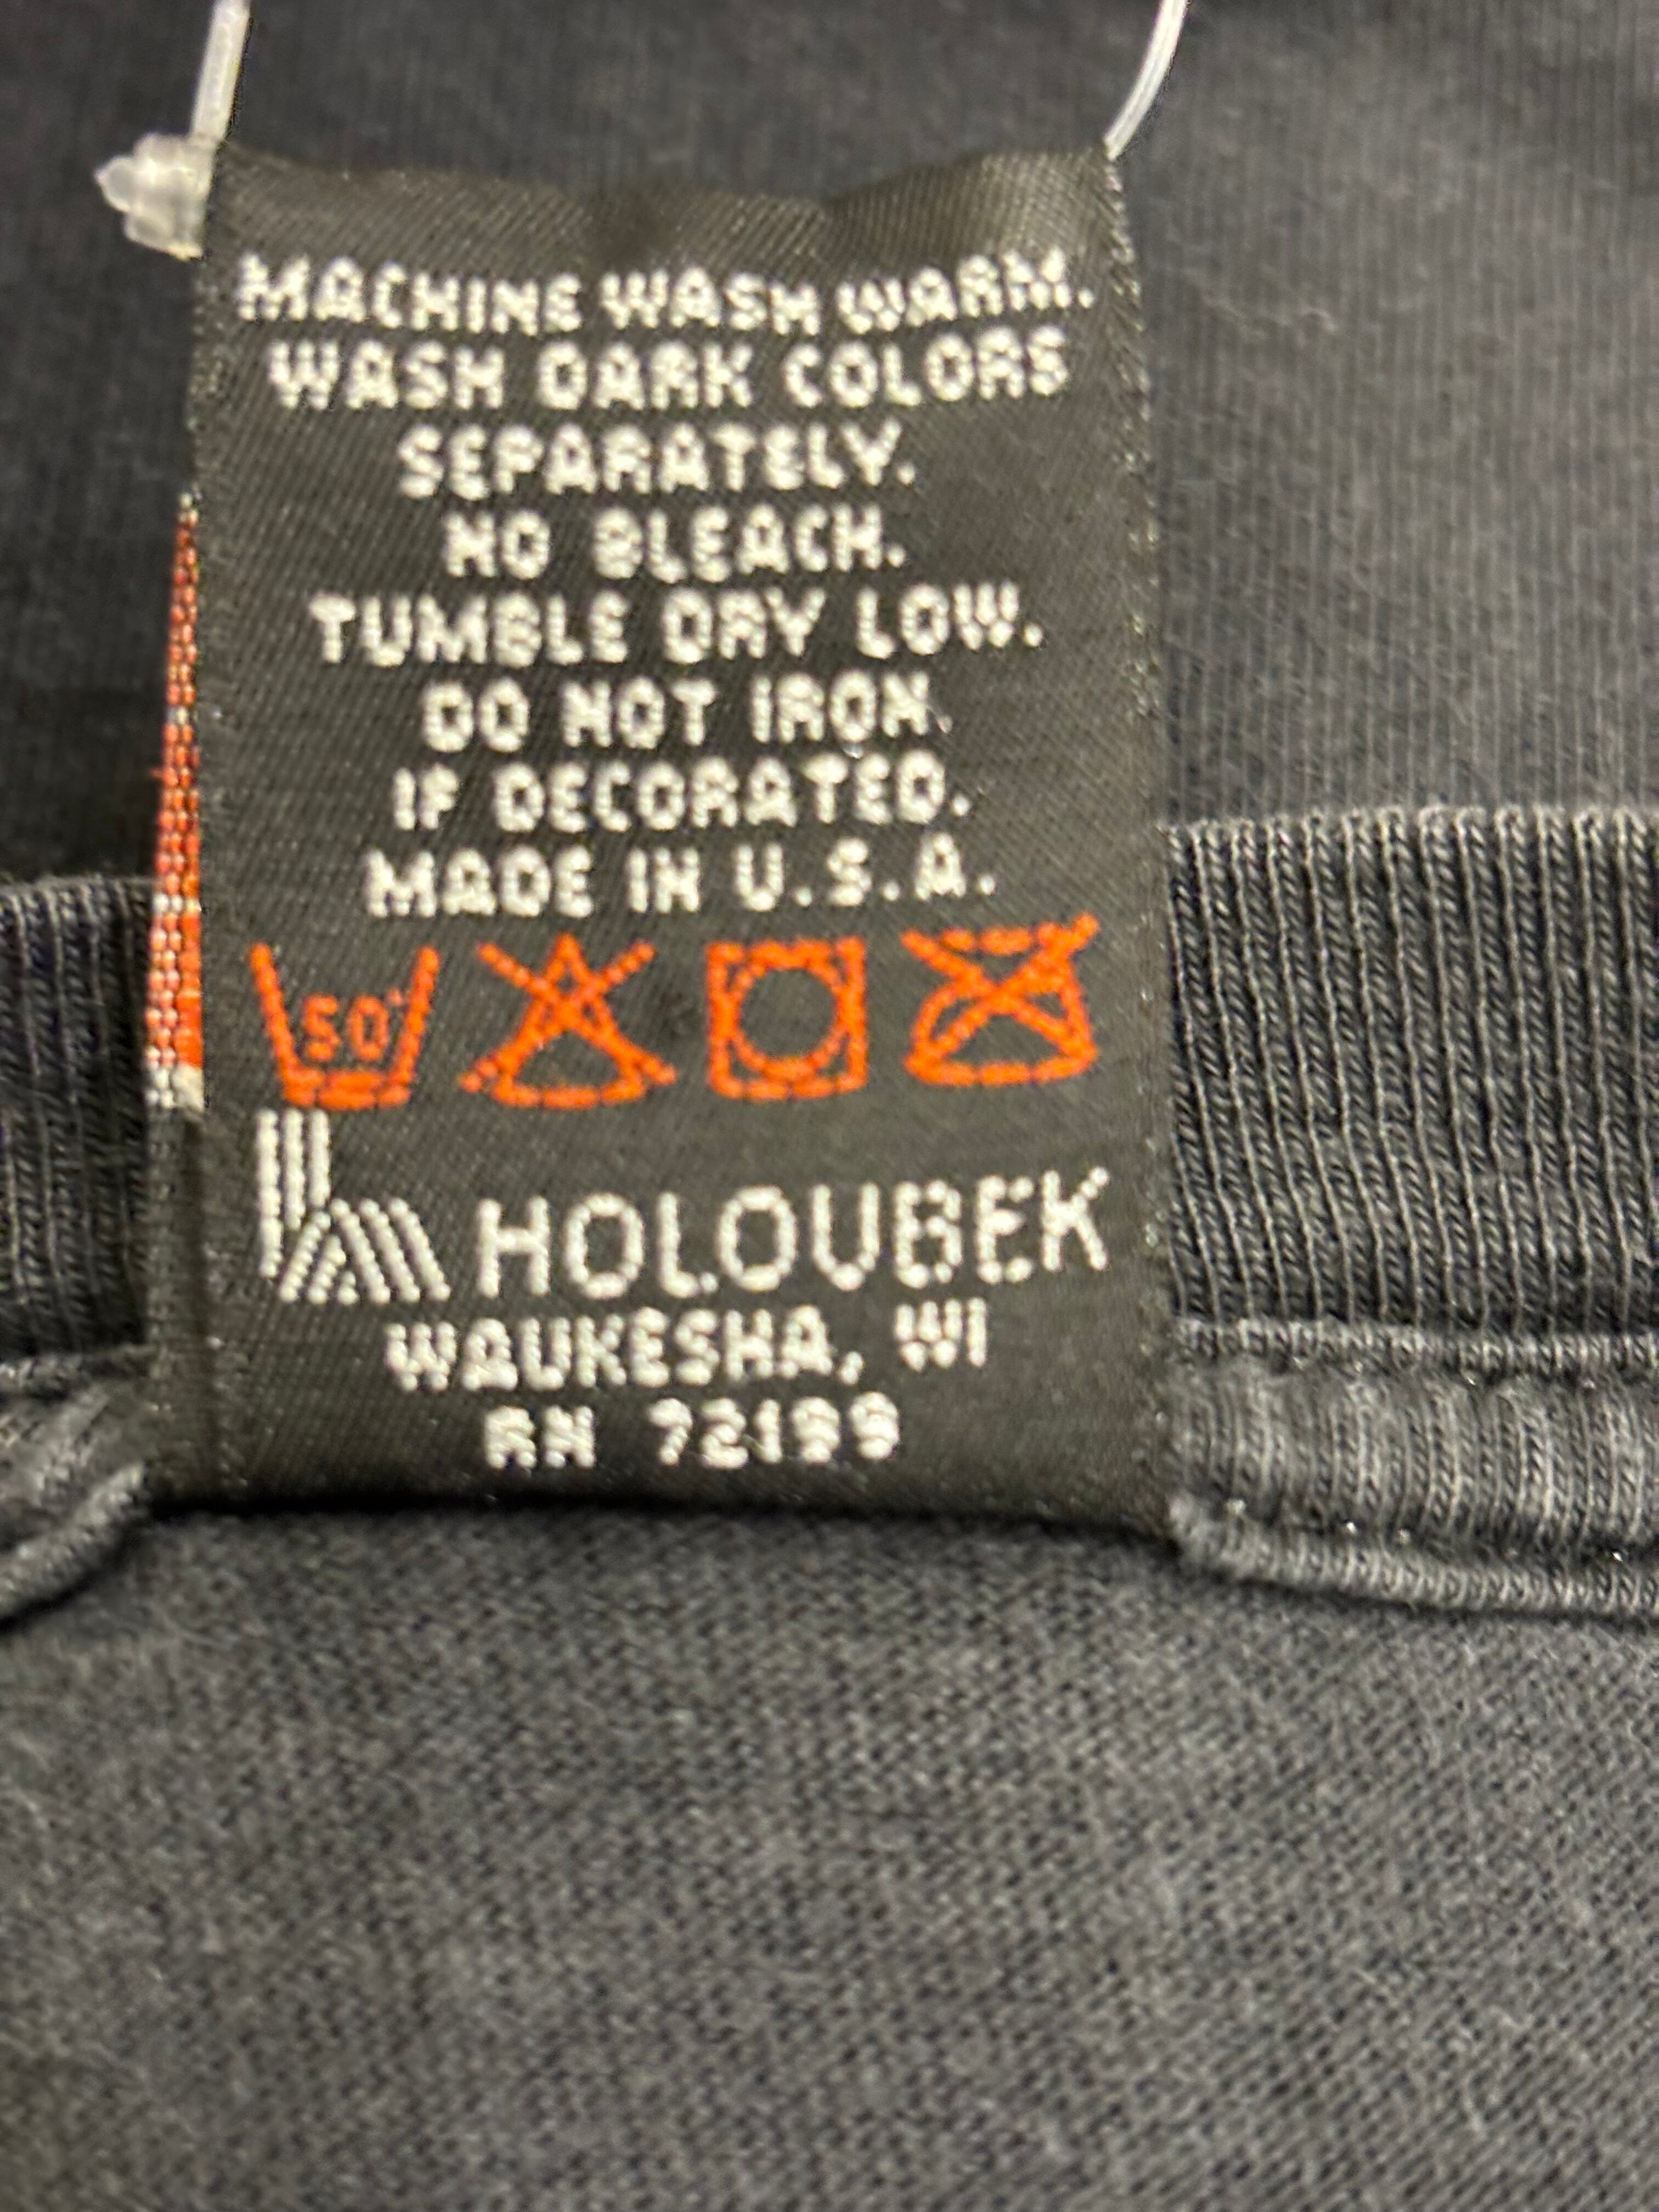 MACHINE WASH WARM.
WASH DARK COLORS
SEPARATELY.
NO BLEACH.
TUMBLE DRY LOW.
DO NOT IRON.
IF DECORATED.
MADE IN U.S.A.
50°
HOLOUBEK
WAUKESHA, WI
RN 72199